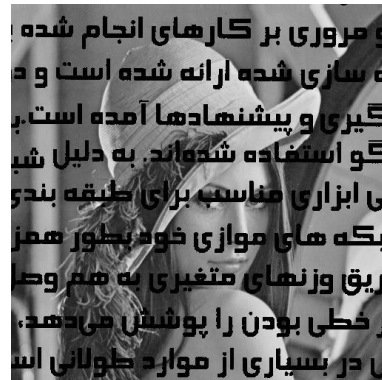 و مروری بر کارهای انجام شده
سازی شده ارائه شده است و
گیری و پیشنهادها آمده است.
گو استفاده شده‌اند. به دلیل
ابزاری مناسب برای طبقه بندی
بکه های موازی خود بطور همز
ریق وزنهای متغیری به هم وصل
خطی بودن را پوشش می‌دهد،
در بسیاری از موارد طولانی اس